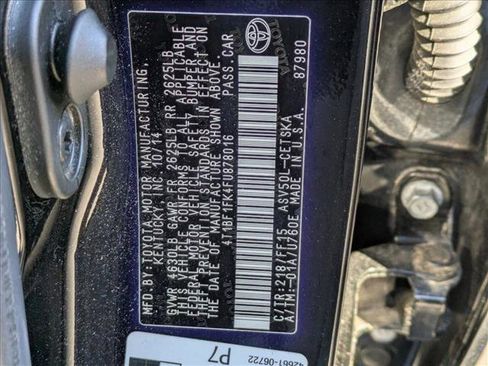 MFD.BY:TOYOTA MOTOR MANUFACTURING,
KENTUCKY, INC. 10/14
GVWR 4630LB GAWR FR 2625LB RR 2625LB
THIS VEHICLE CONFORMS TO ALL APPLICABLE
FEDERAL MOTOR VEHICLE SAFETY, BUMPER, AND
THEFT PREVENTION STANDARDS IN EFFECT ON
THE DATE OF MANUFACTURE SHOWN ABOVE.
4T1BF1FK4FU878016 PASS.CAR
TOYOTA
C/TR:218/FF15 ASV50L-CETSKA
A/TM:-01A/U760E MADE IN U.S.A. 87980
42661-06722
P7